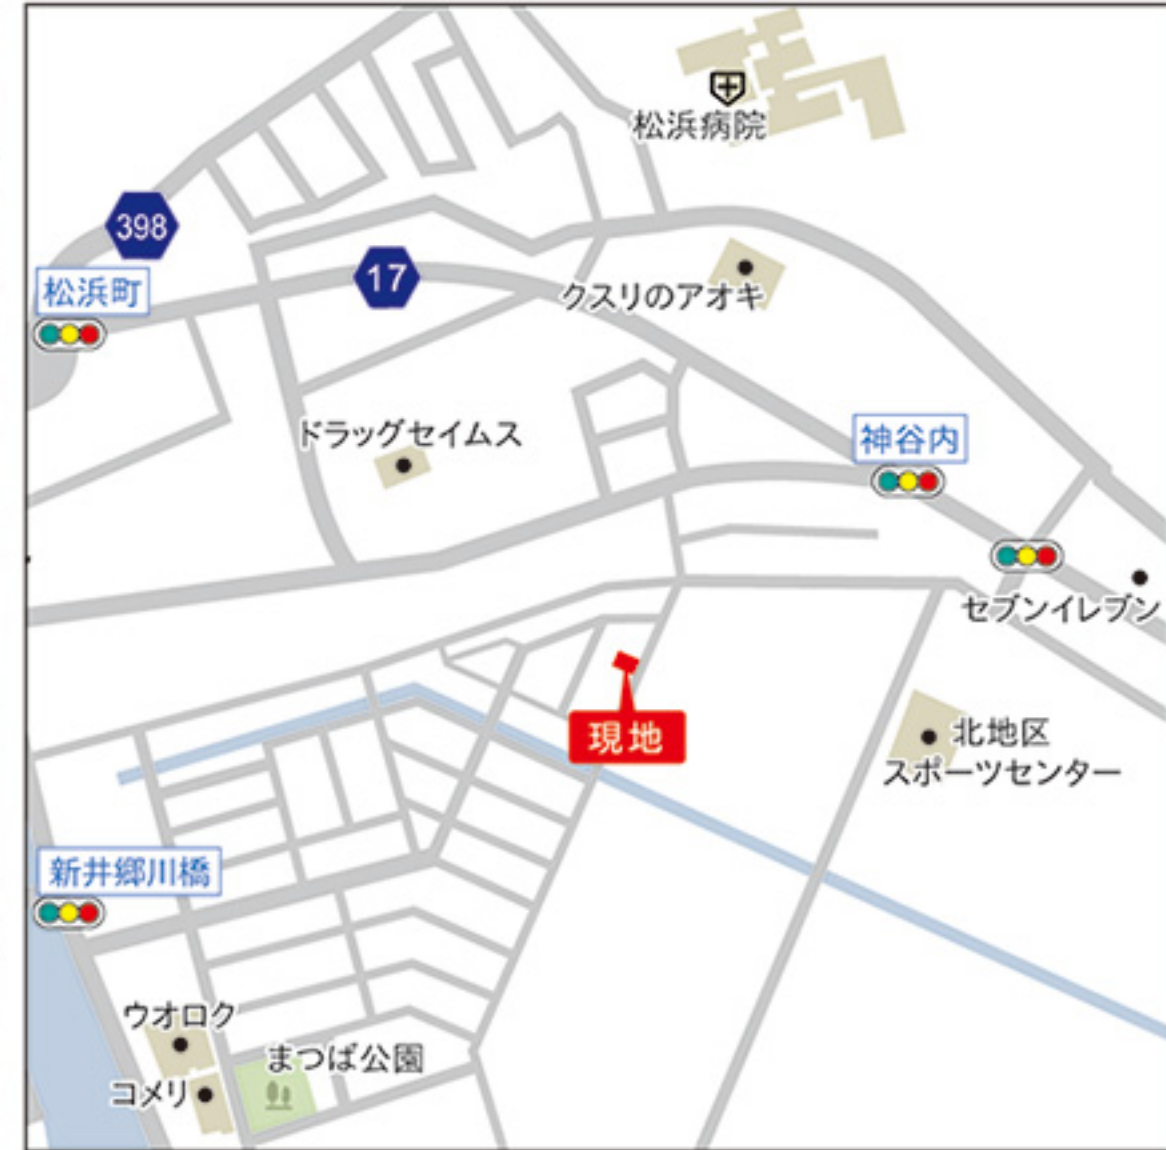 松浜病院
398
17
松浜町
クスリのアオキ
ドラッグセイムス
神谷内
セブンイレブン
現地
北地区
スポーツセンター
新井郷川橋
ウオロク
まつば公園
コメリ